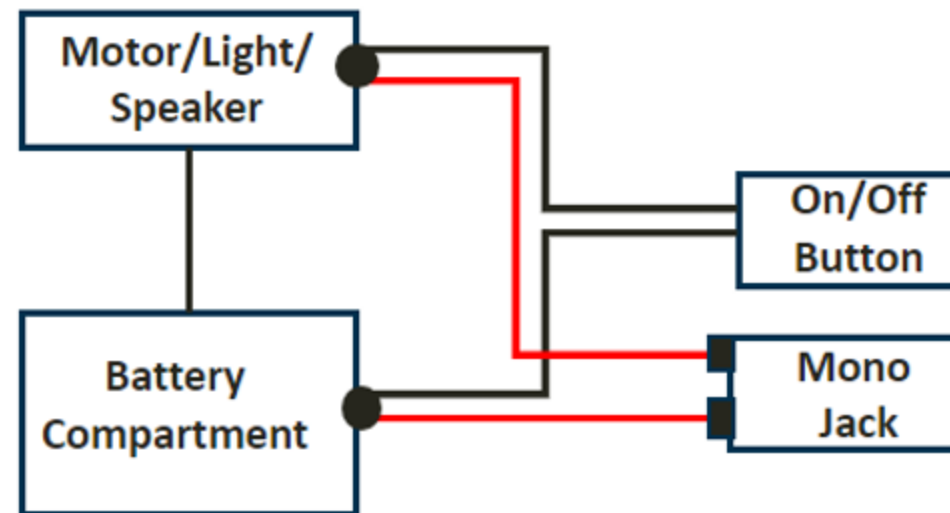 Motor/Light/
Speaker
On/Off
Button
Battery
Compartment
Mono
Jack